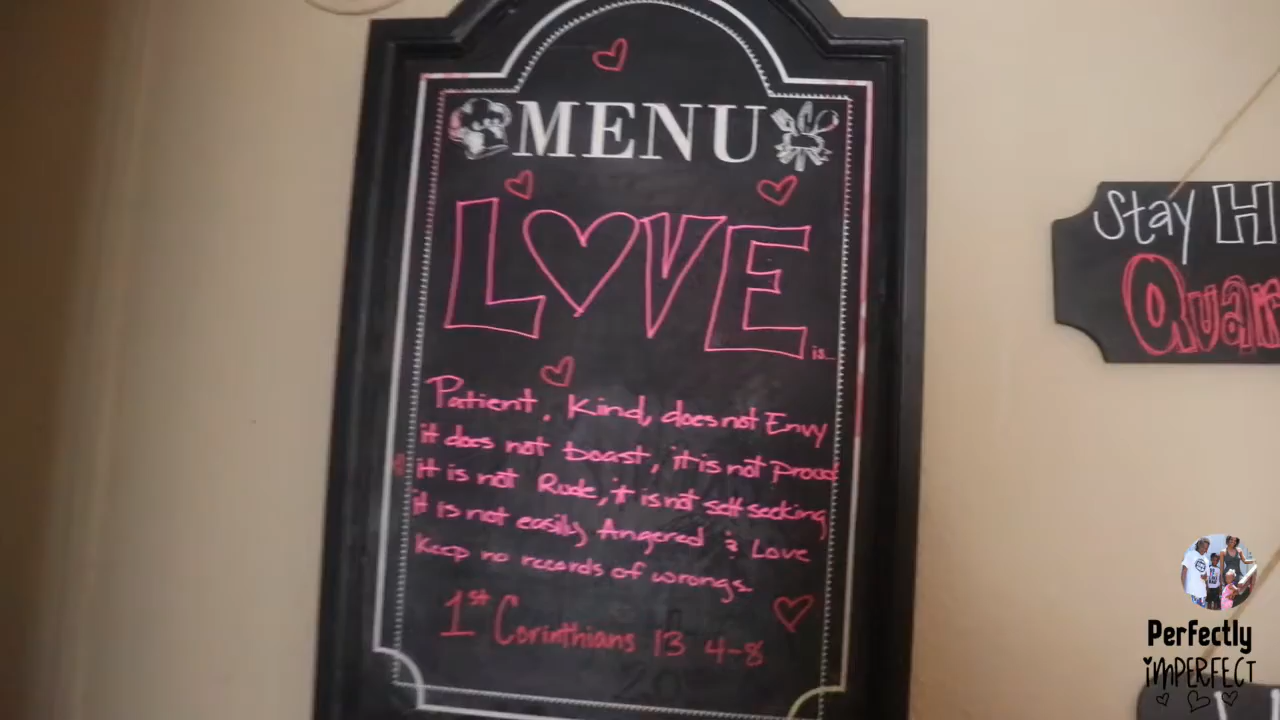 MENU
LOVE
is...
Patient, Kind, does not Envy
it does not boast, it is not proud
it is not Rude, it is not self seeking
it is not easily Angered & Love
Keep no records of wrongs.
1st Corinthians 13 4-8
Stay H
Quar
Perfectly
iMPERFECT